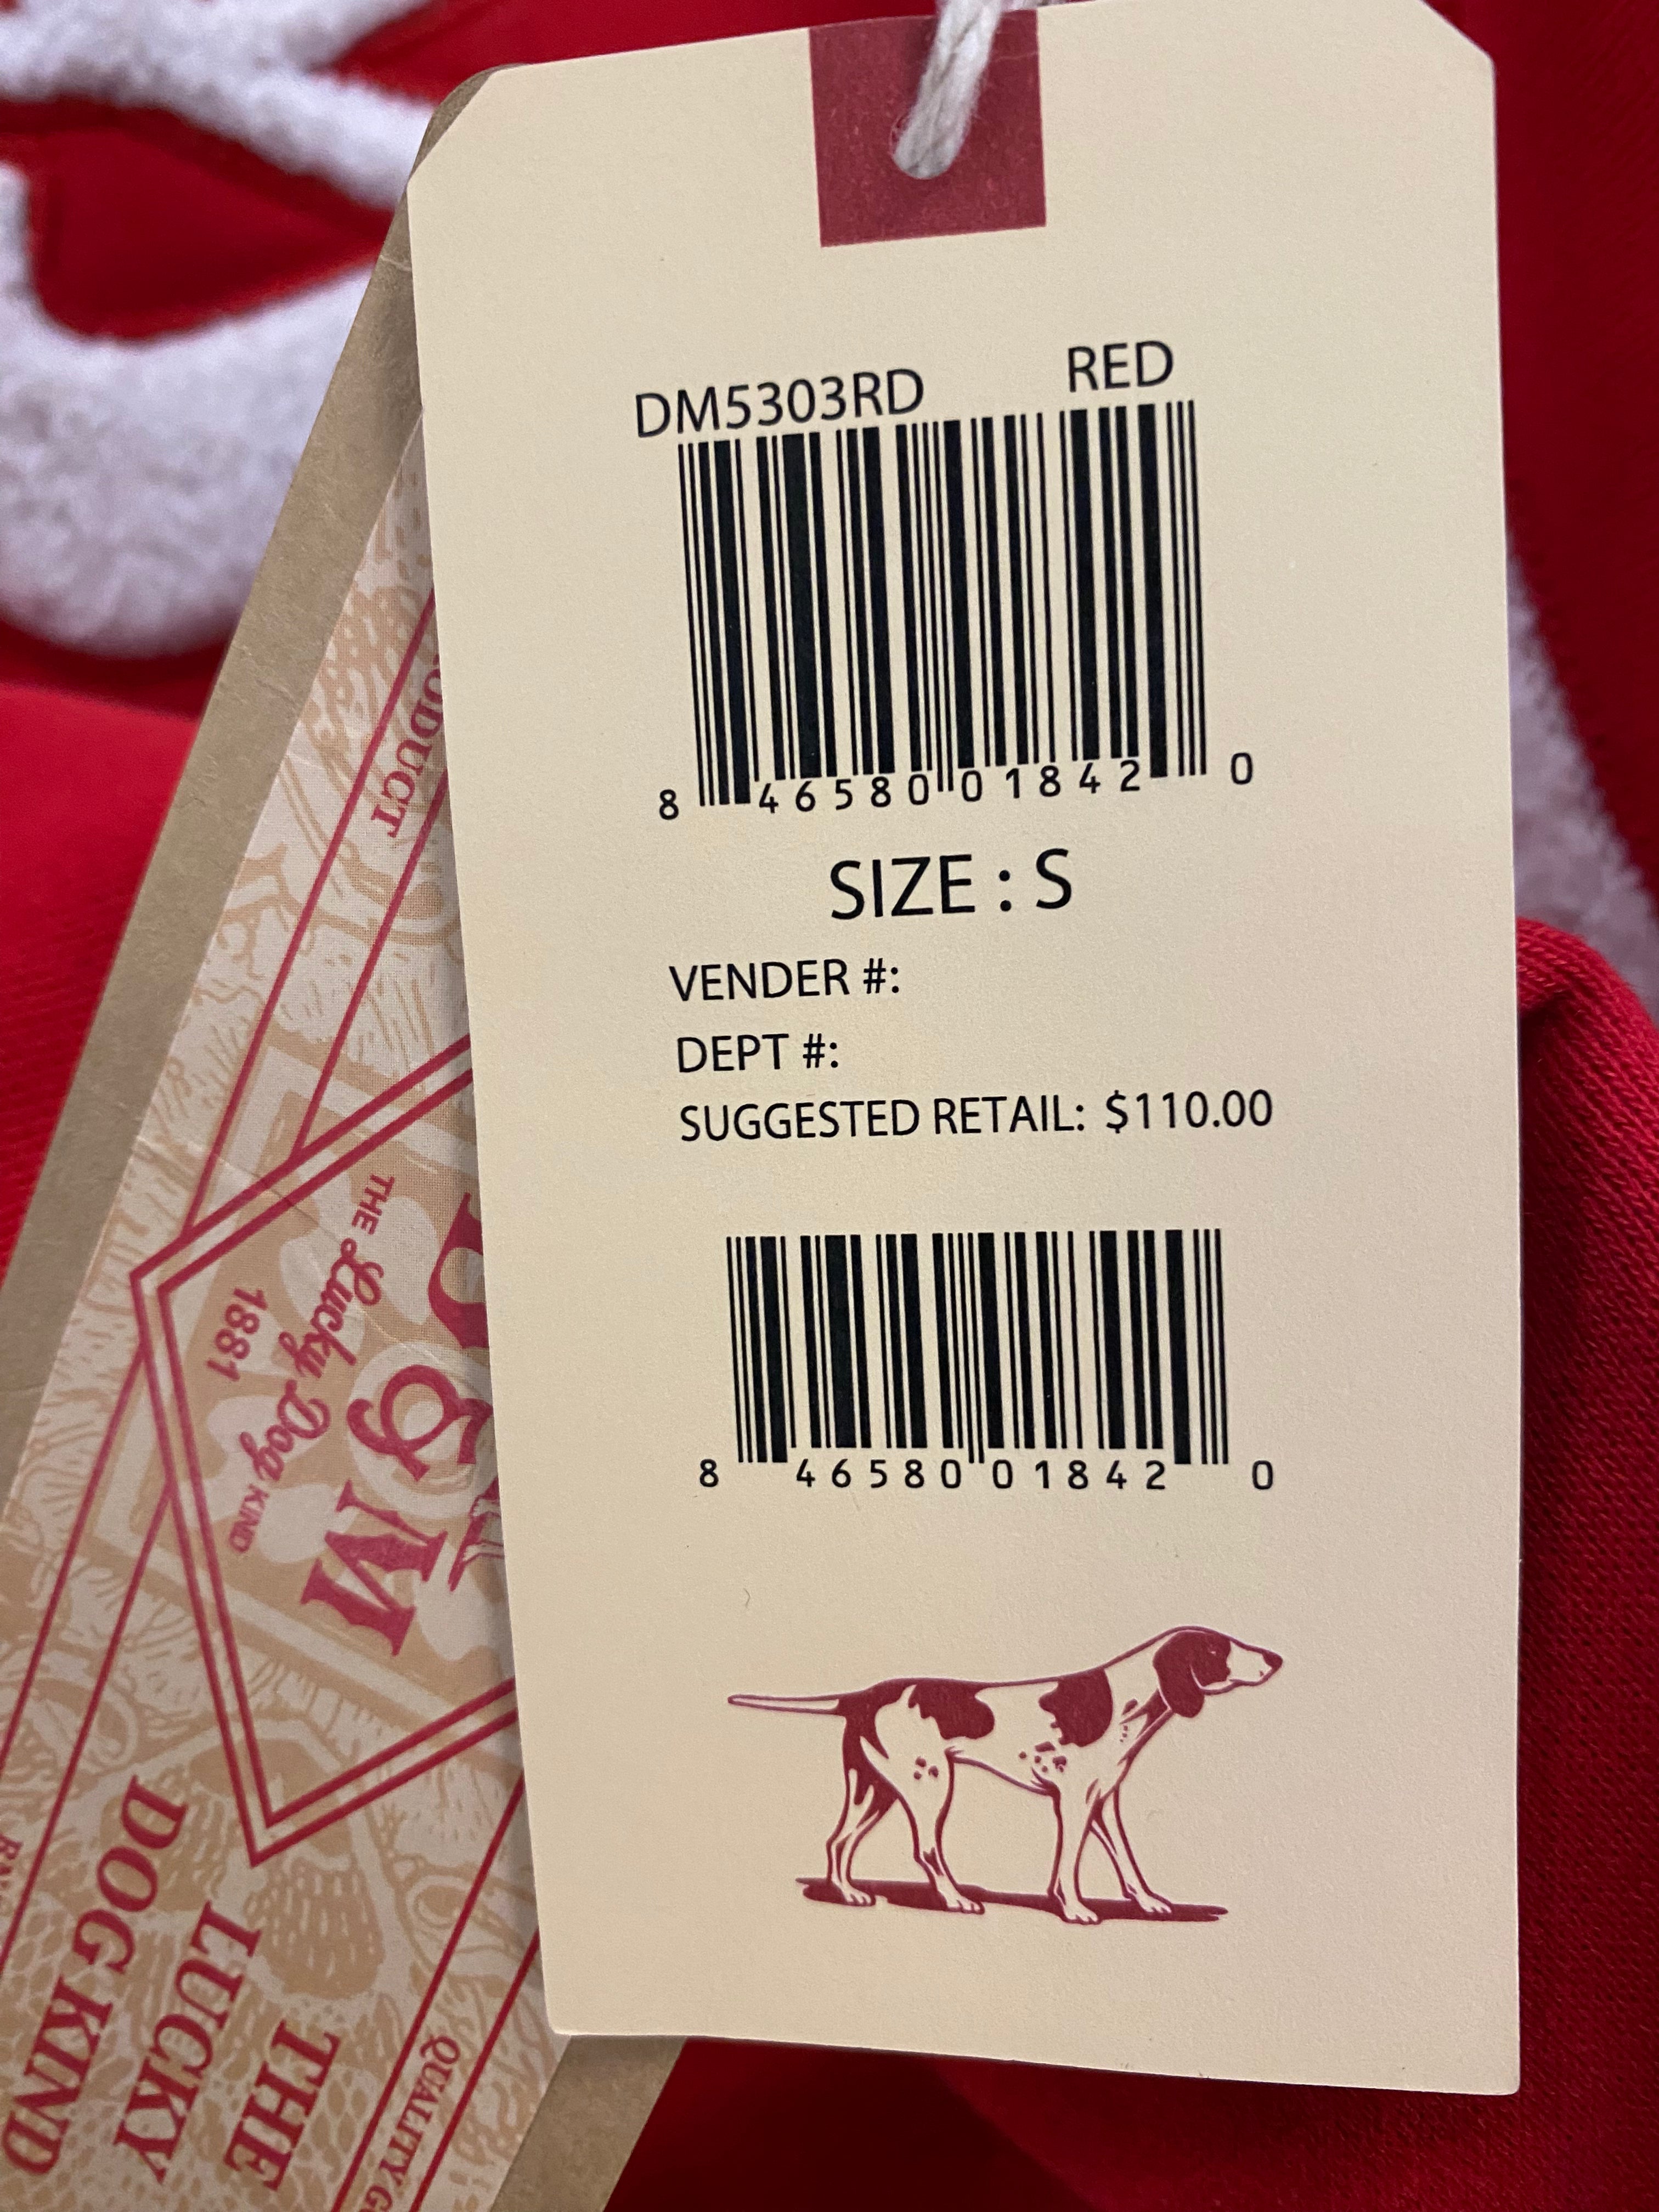 DM5303RD RED
8 46580 01842 0
SIZE : S
VENDER #:
DEPT #:
SUGGESTED RETAIL: $110.00
8 46580 01842 0
THE Lucky Dog KIND
1881
&M
THE
LUCKY
DOG KIND
QUALITY